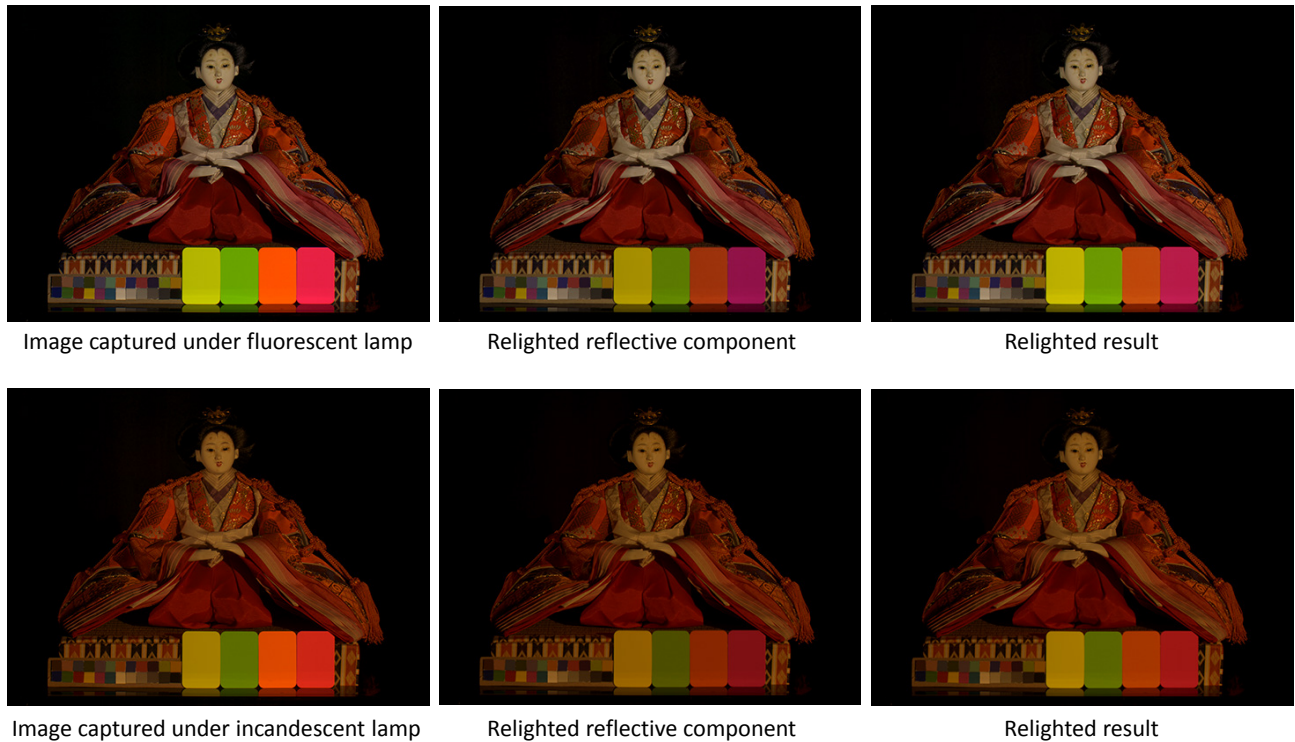 Image captured under fluorescent lamp
Relighted reflective component
Relighted result
Image captured under incandescent lamp
Relighted reflective component
Relighted result